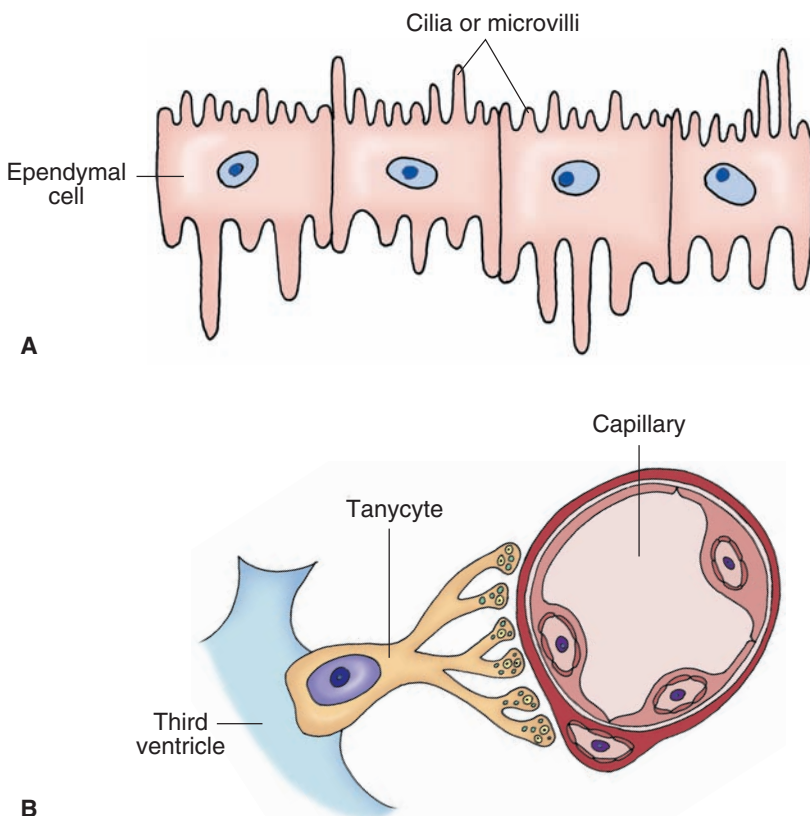 Cilia or microvilli
Ependymal
cell
A
Capillary
Tanycyte
Third
ventricle
B